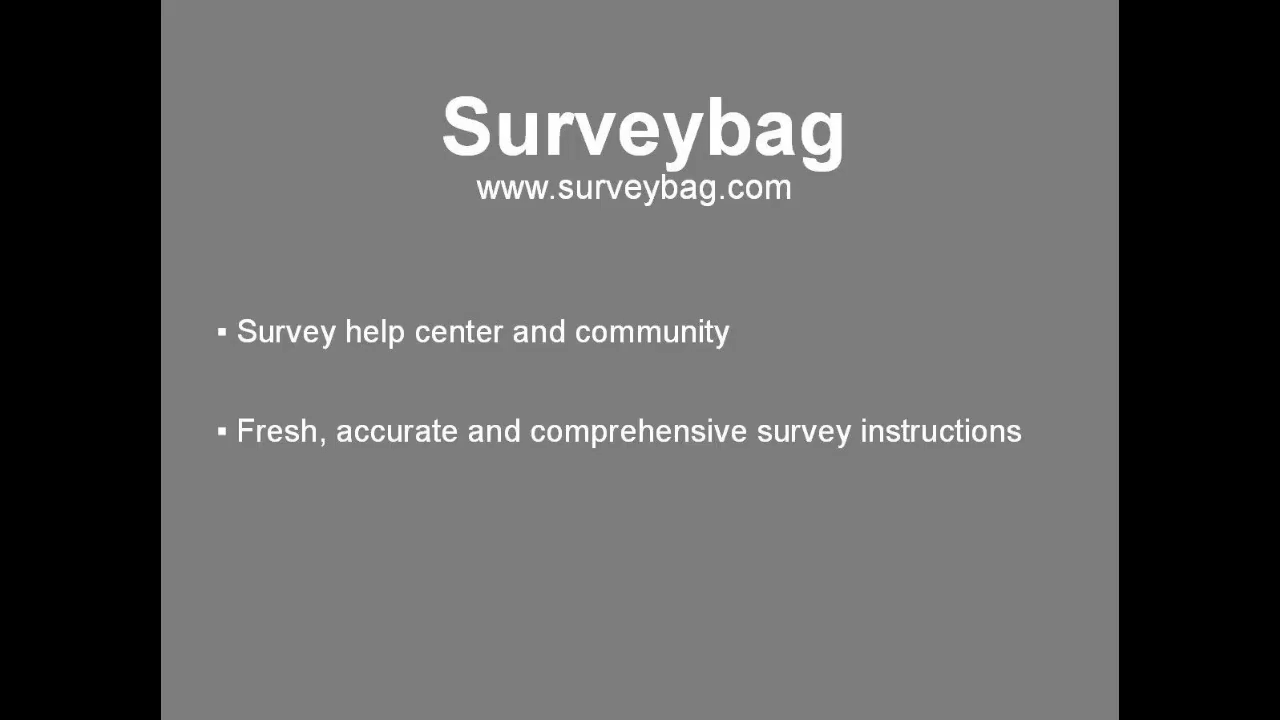 Surveybag
www.surveybag.com
▪ Survey help center and community
▪ Fresh, accurate and comprehensive survey instructions